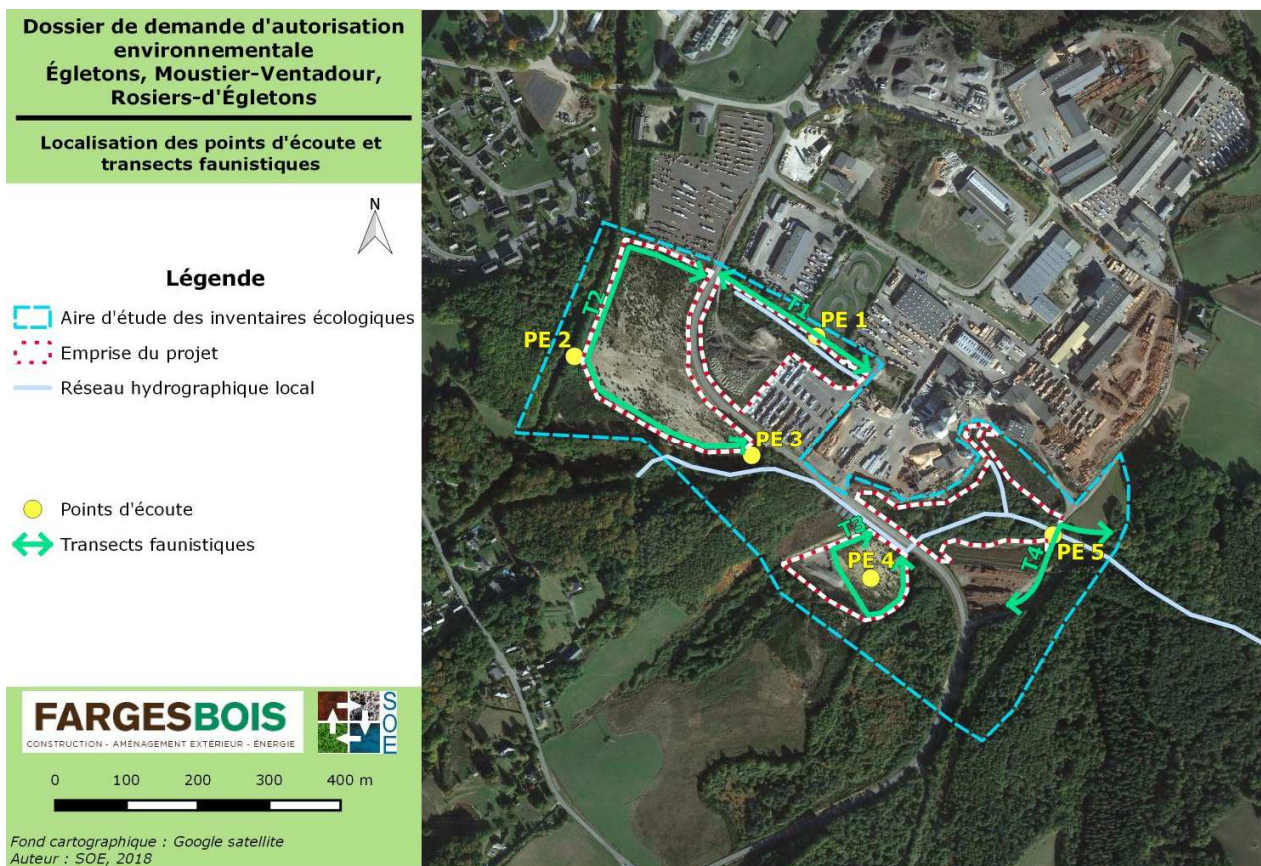 Dossier de demande d'autorisation
environnementale
Égletons, Moustier-Ventadour,
Rosiers-d'Égletons
Localisation des points d'écoute et
transects faunistiques
N
Légende
Aire d'étude des inventaires écologiques
Emprise du projet
Réseau hydrographique local
Points d'écoute
Transects faunistiques
FARGESBOIS
CONSTRUCTION - AMÉNAGEMENT EXTÉRIEUR - ÉNERGIE
SOE
0 100 200 300 400 m
Fond cartographique : Google satellite
Auteur : SOE, 2018
T2
T1
PE 1
PE 2
PE 3
T3
PE 4
T4
PE 5